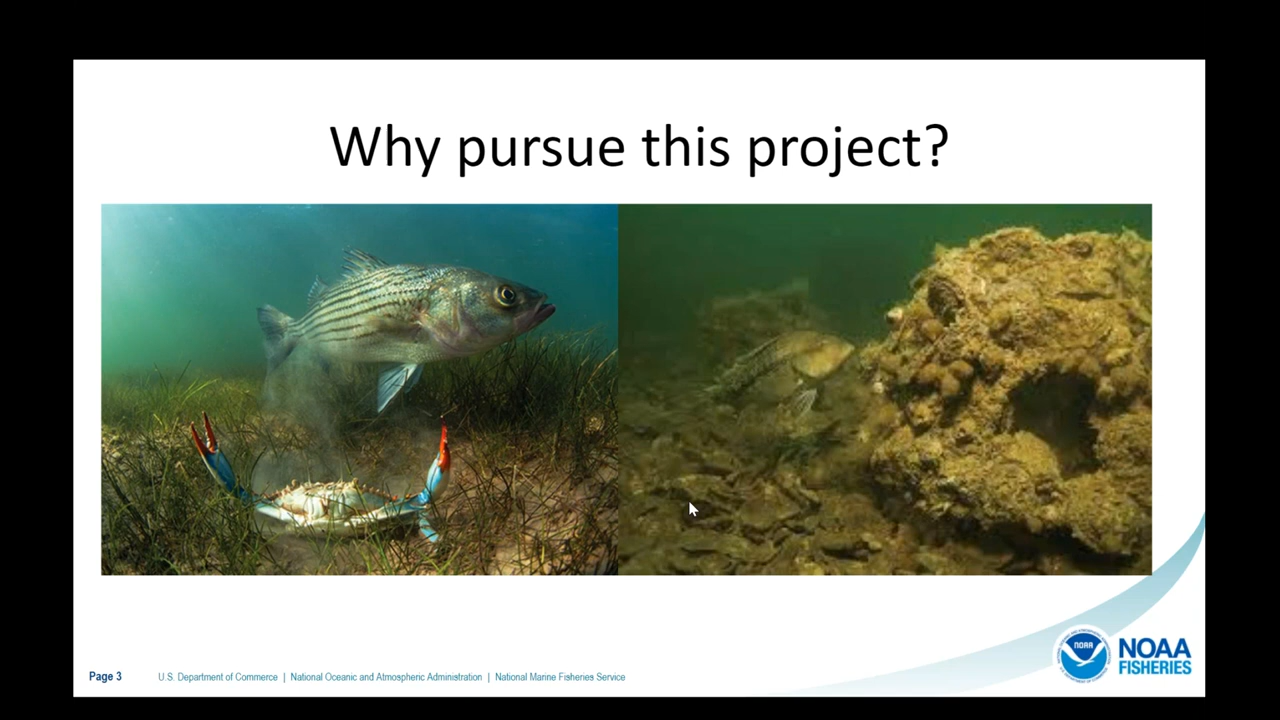 Why pursue this project?
Page 3
U.S. Department of Commerce | National Oceanic and Atmospheric Administration | National Marine Fisheries Service
NOAA
NOAA
FISHERIES